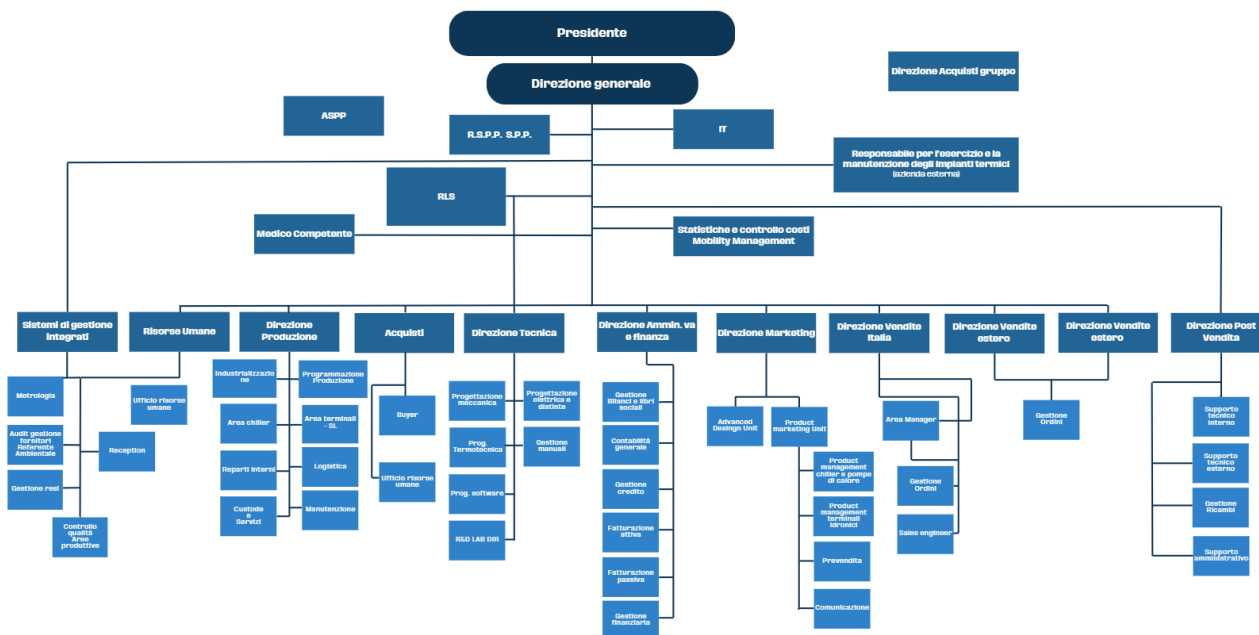 Presidente
Direzione generale
Direzione Acquisti gruppo
ASPP
R.S.P.P. S.P.P.
IT
Responsabile per l'esercizio e la
manutenzione degli impianti termici
(azienda esterna)
RLS
Medico Competente
Statistiche e controllo costi
Mobility Management
Sistemi di gestione
integrati
Risorse Umane
Direzione
Produzione
Acquisti
Direzione Tecnica
Direzione Ammin. va
e finanza
Direzione Marketing
Direzione Vendite
Italia
Direzione Vendite
estero
Direzione Vendite
estero
Direzione Post
Vendita
Metrologia
Audit gestione
fornitori
Referente
Ambientale
Gestione resi
Reception
Controllo
qualità
Aree
produttive
Ufficio risorse
umane
Industrializzazio
ne
Programmazione
Produzione
Area chiller
Area terminali
- SL
Reparti interni
Logistica
Custode
e
Servizi
Manutenzione
Buyer
Ufficio risorse
umane
Progettazione
meccanica
Progettazione
elettrica e
distinte
Prog.
Termotecnica
Gestione
manuali
Prog. software
R&D LAB DIR
Gestione
Bilanci e libri
sociali
Contabilità
generale
Gestione
credito
Fatturazione
attiva
Fatturazione
passiva
Gestione
finanziaria
Advanced
Desingn Unit
Product
marketing Unit
Product
management
chiller e pompe
di calore
Product
management
terminali
idronici
Prevendita
Comunicazione
Area Manager
Gestione
Ordini
Sales engineer
Gestione
Ordini
Supporto
tecnico
interno
Supporto
tecnico
esterno
Gestione
Ricambi
Supporto
amministrativo